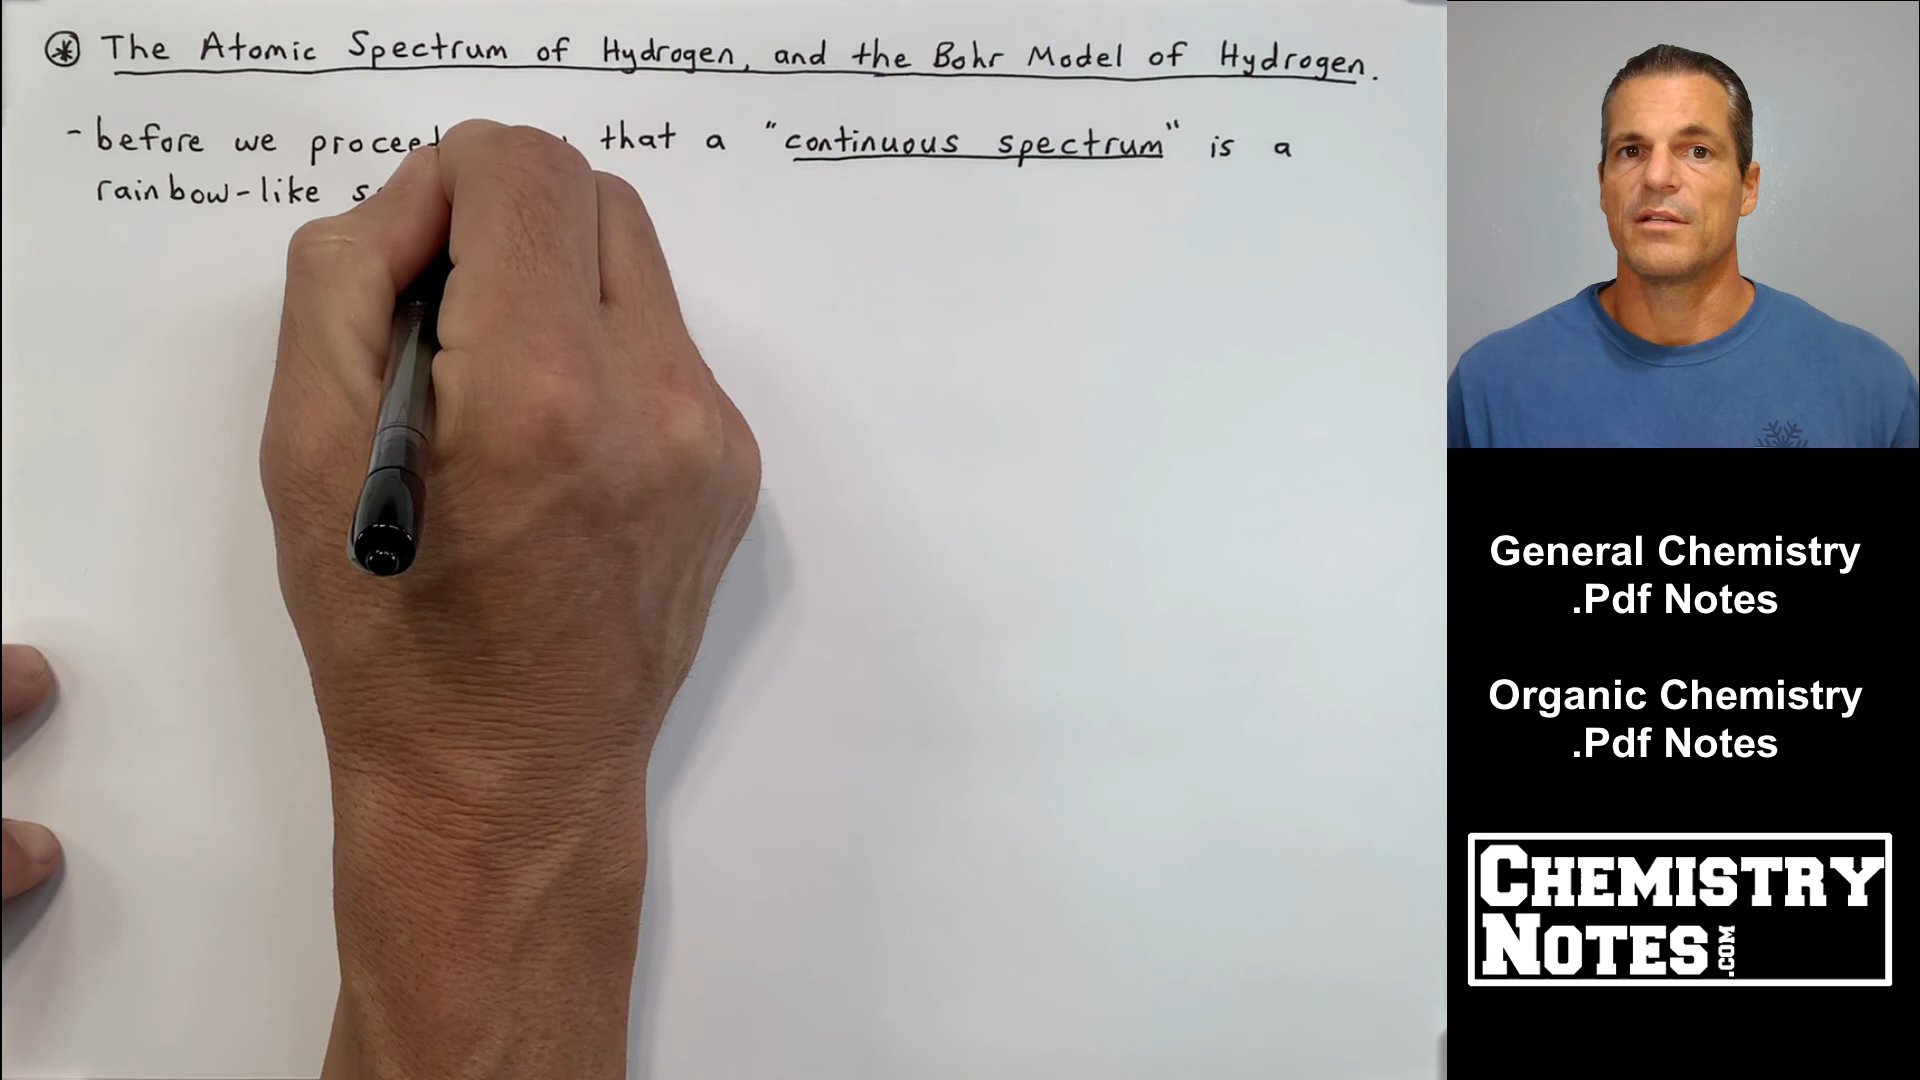 The Atomic Spectrum of Hydrogen, and the Bohr Model of Hydrogen.
- before we proceed that a "continuous spectrum" is a
rainbow-like
General Chemistry
.Pdf Notes
Organic Chemistry
.Pdf Notes
CHEMISTRY
NOTES.COM